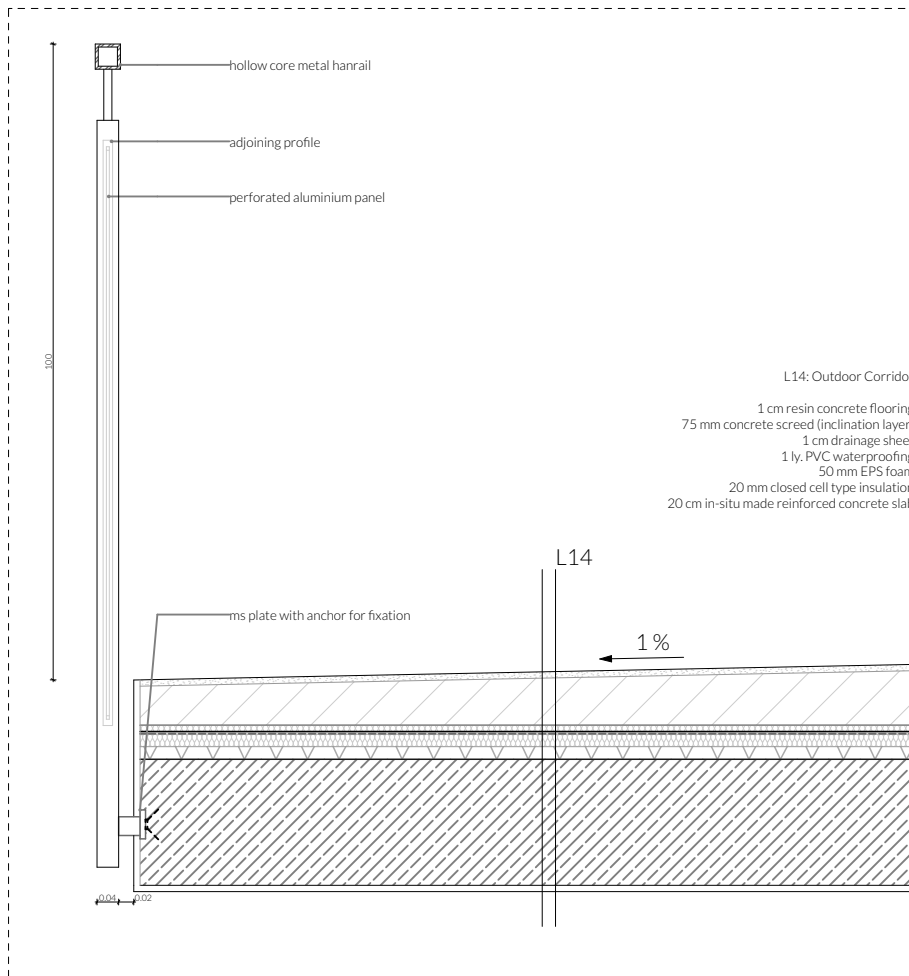 hollow core metal hanrail
adjoining profile
perforated aluminium panel
100
L14: Outdoor Corrido
1 cm resin concrete flooring
75 mm concrete screed (inclination layer
1 cm drainage shee
1 ly. PVC waterproofing
50 mm EPS foam
20 mm closed cell type insulation
20 cm in-situ made reinforced concrete slab
L14
ms plate with anchor for fixation
1 %
0.04
0.02